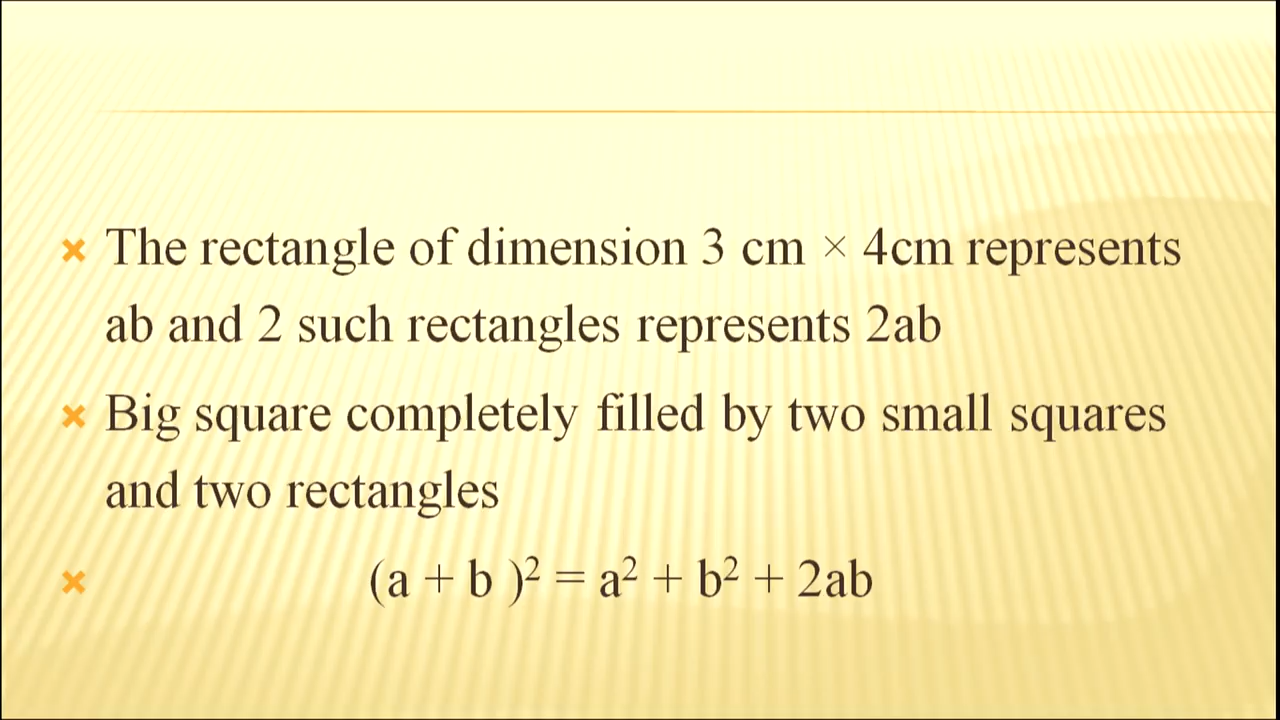 The rectangle of dimension 3 cm × 4cm represents
ab and 2 such rectangles represents 2ab
Big square completely filled by two small squares
and two rectangles
(a + b )² = a² + b² + 2ab